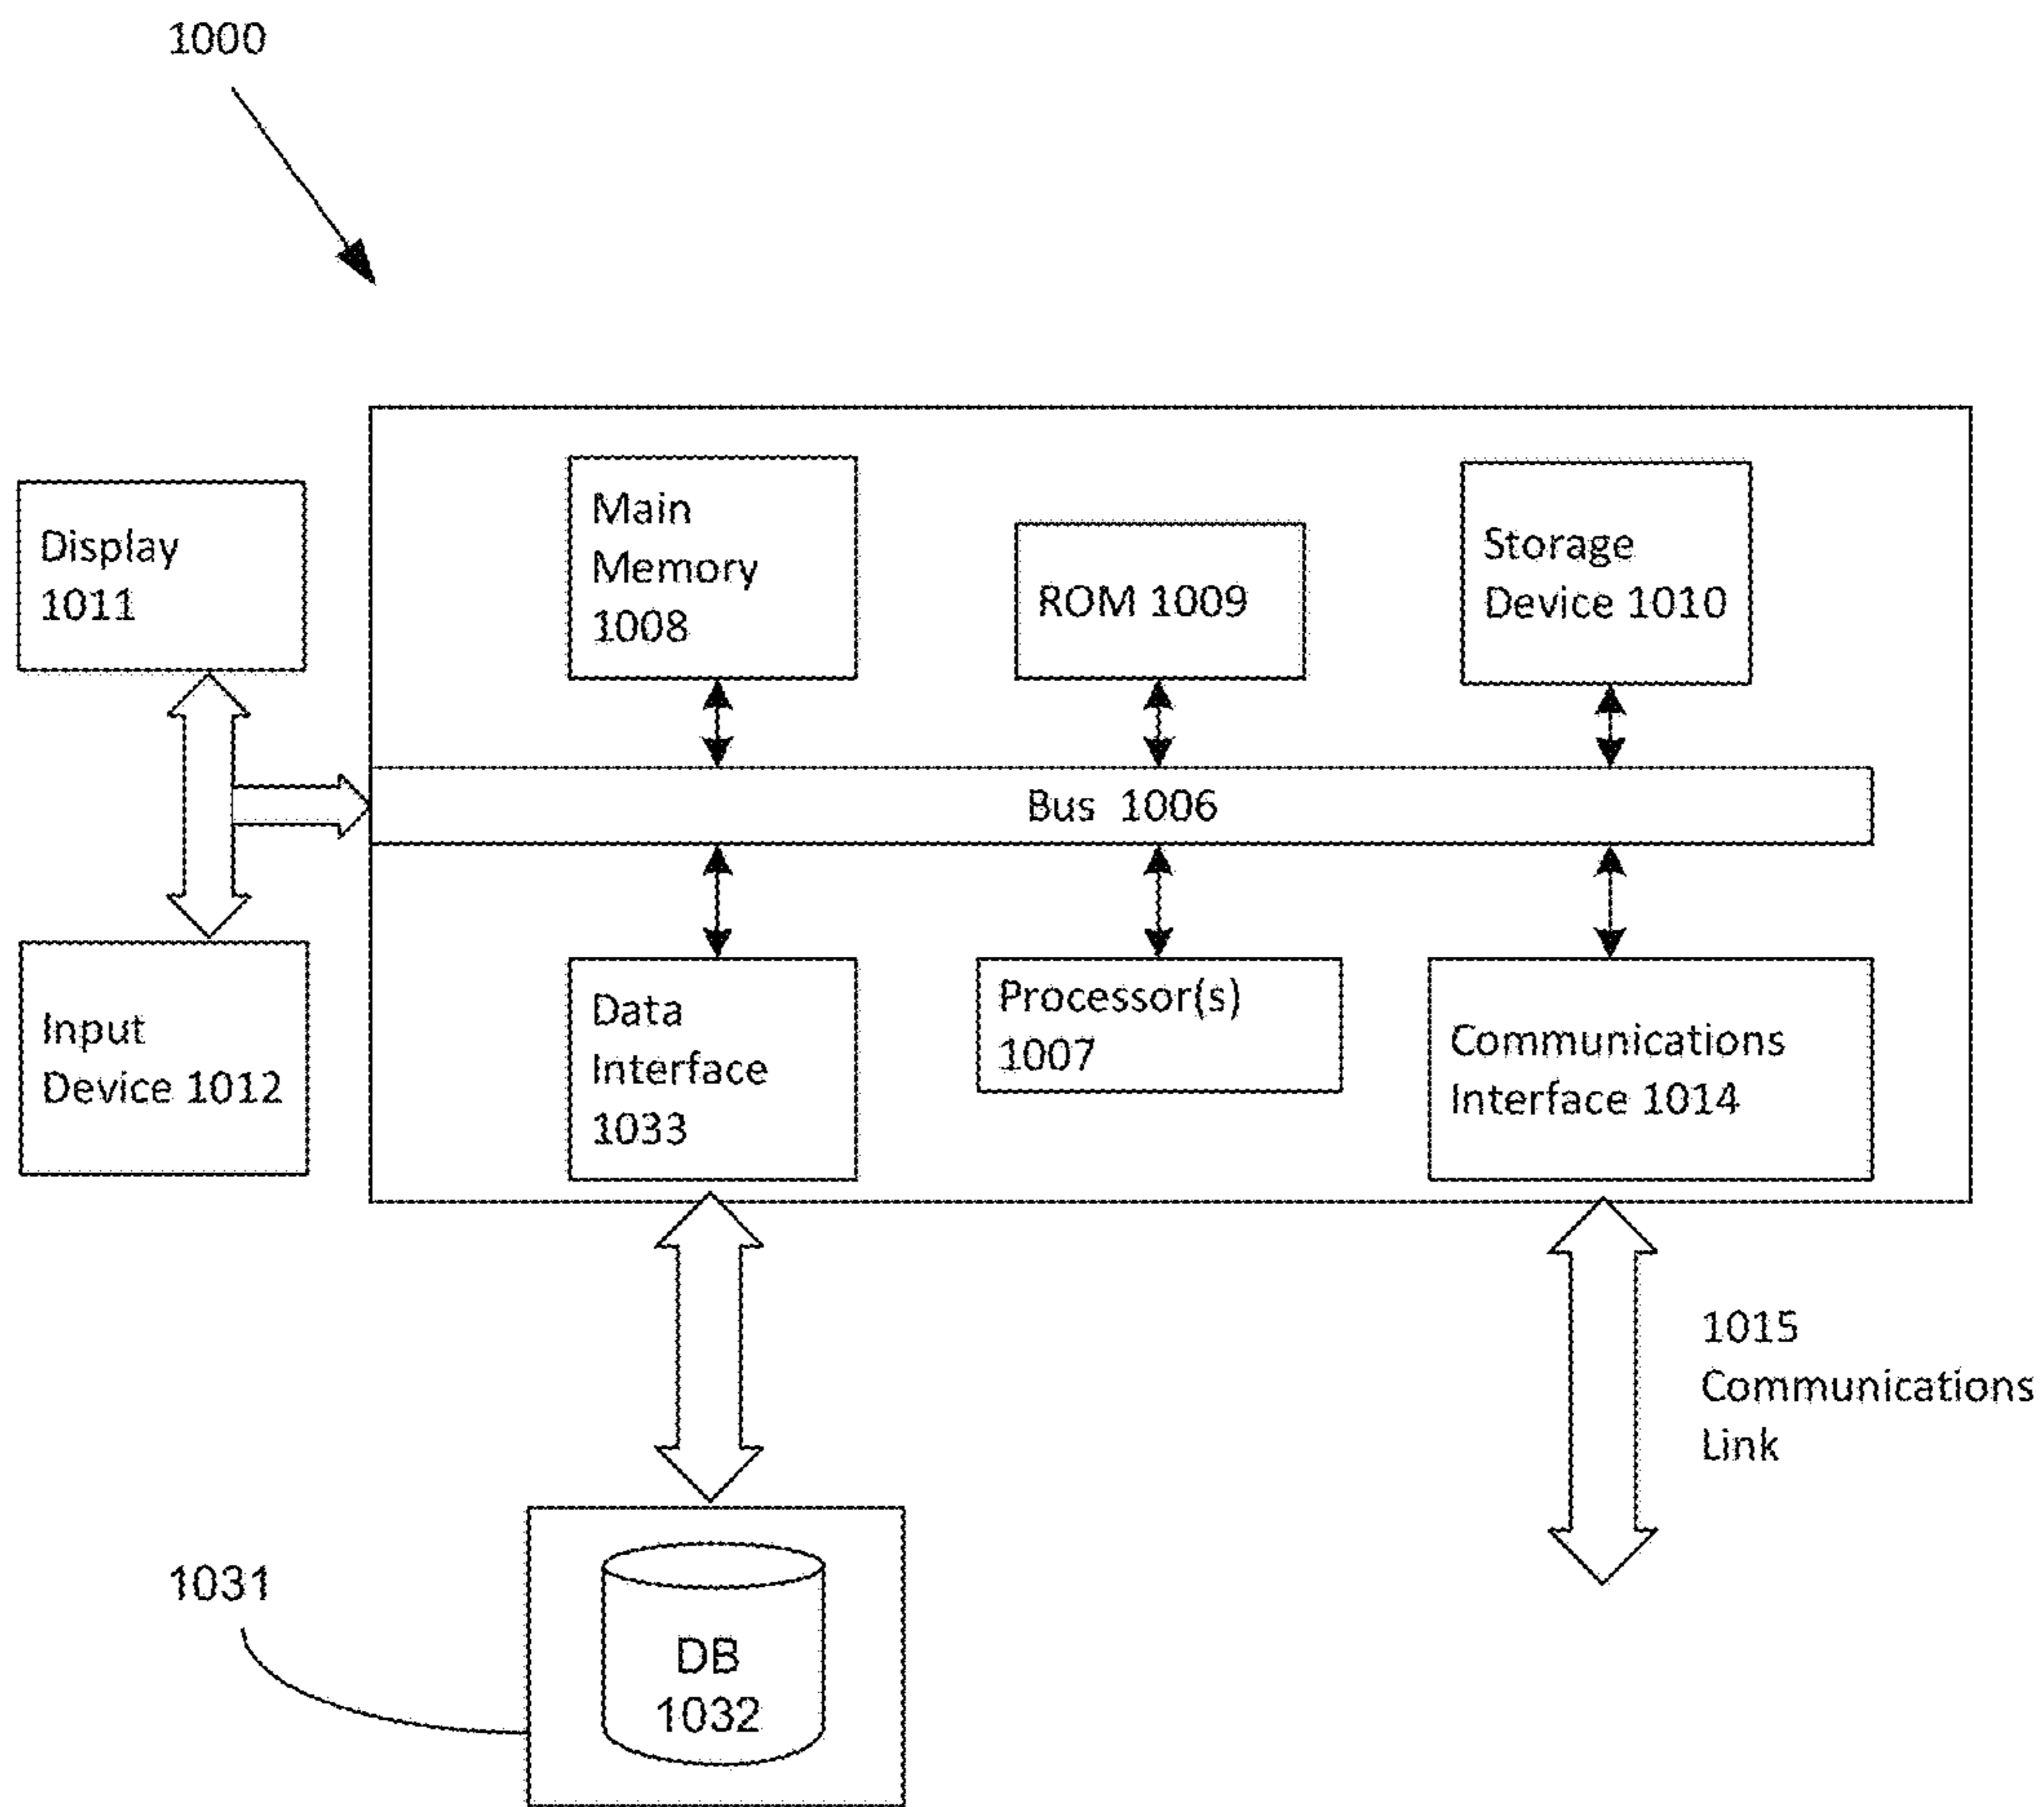 1000
Display
1011
Main
Memory
1008
ROM 1009
Storage
Device 1010
Bus 1006
Input
Device 1012
Data
Interface
1033
Processor(s)
1007
Communications
Interface 1014
1015
Communications
Link
1031
DB
1032